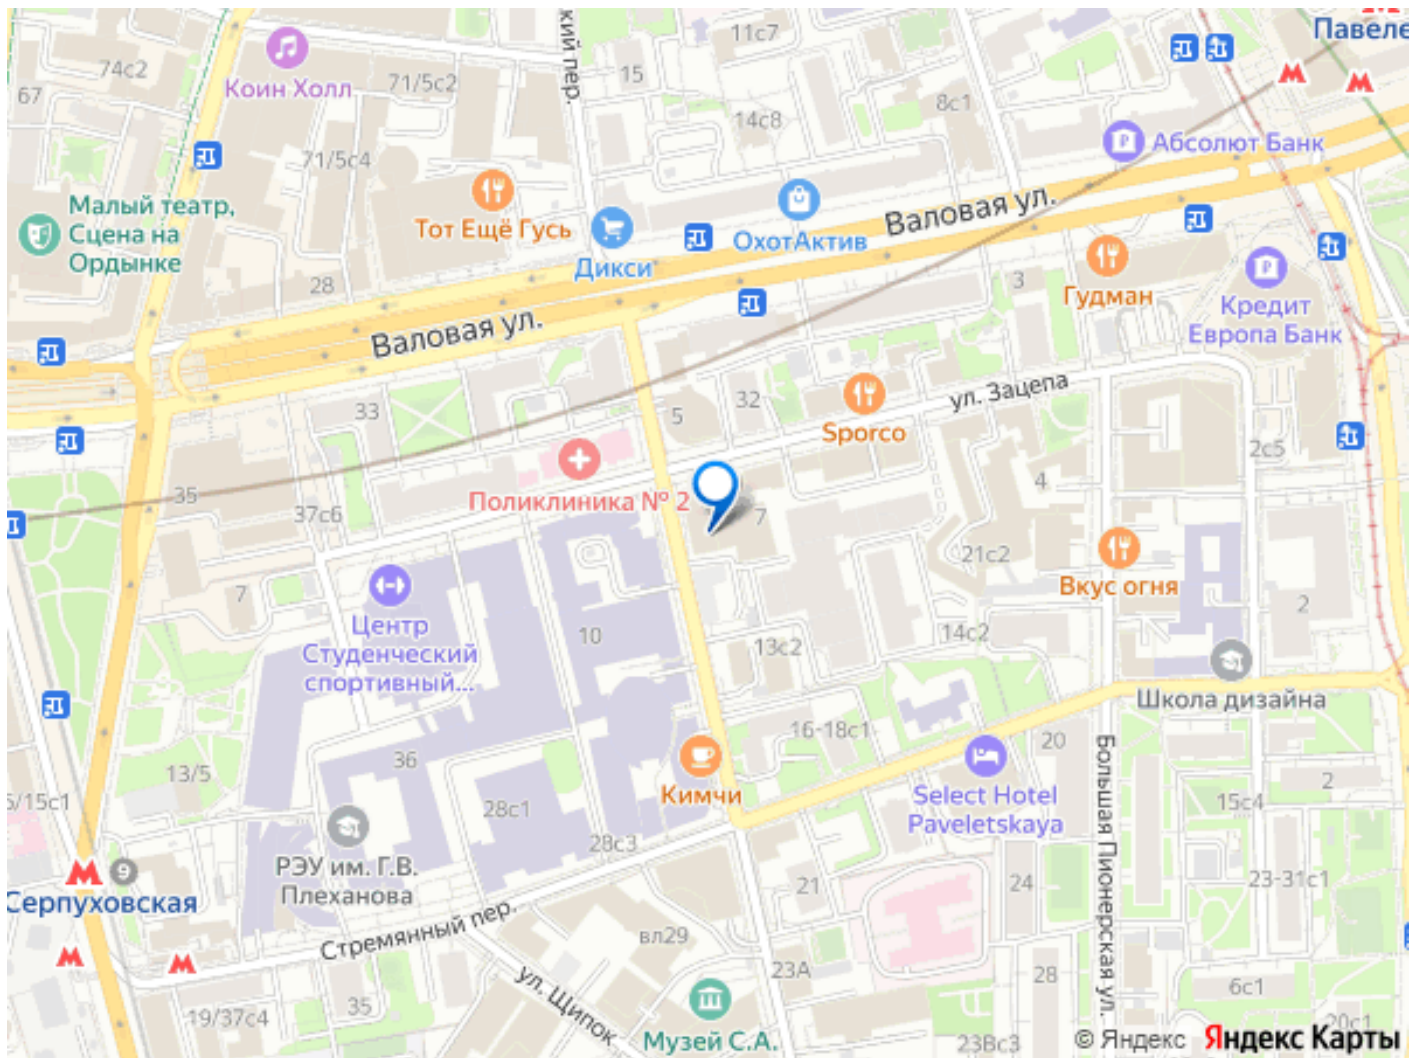 11с7
Павеле
кий пер.
74с2
15
71/5с2
67
Коин Холл
8с1
14с8
Абсолют Банк
71/5с4
Малый театр,
Сцена на
Ордынке
Тот Ещё Гусь
Валовая ул.
ОхотАктив
Дикси
28
3
Гудман
Кредит
Европа Банк
Валовая ул.
ул. Зацепа
33
32
5
Sporco
2с5
4
35
Поликлиника № 2
37с6
7
21с2
Вкус огня
7
2
Центр
Студенческий
спортивный...
10
13с2
14с2
Школа дизайна
16-18с1
20
36
13/5
Кимчи
Select Hotel
Paveletskaya
Большая Пионерская ул.
2
15с4
/15с1
28с1
28с3
9
РЭУ им. Г.В.
Плеханова
21
24
23-31с1
Серпуховская
Стремянный пер.
вл29
23А
28
6с1
ул. Щипок
35
19/37с4
Музей С.А.
23Вс3
20с1
© Яндекс Яндекс Карты